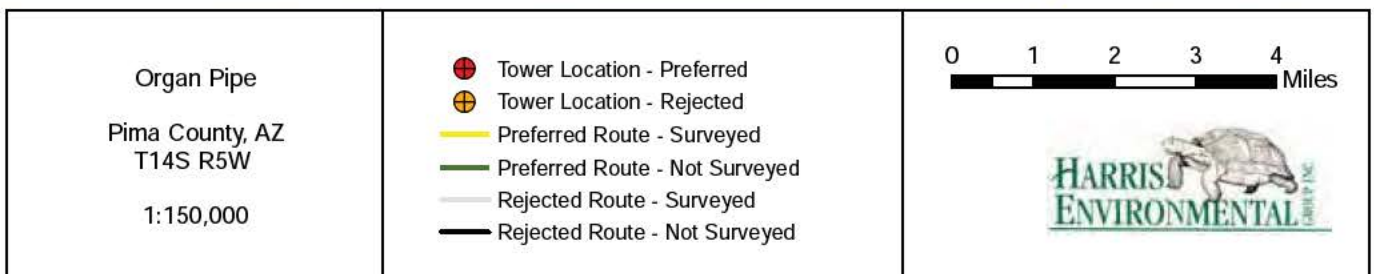 Organ Pipe
Pima County, AZ
T14S R5W
1:150,000
Tower Location - Preferred
Tower Location - Rejected
Preferred Route - Surveyed
Preferred Route - Not Surveyed
Rejected Route - Surveyed
Rejected Route - Not Surveyed
0 1 2 3 4
Miles
HARRIS
ENVIRONMENTAL
GROUP INC